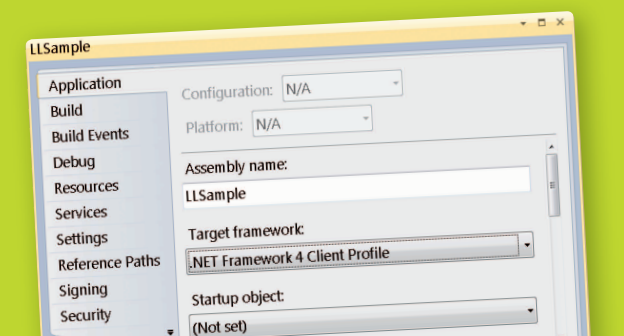 LLSample
Application
Build
Build Events
Debug
Resources
Services
Settings
Reference Paths
Signing
Security
Configuration: N/A
Platform: N/A
Assembly name:
LLSample
Target framework:
.NET Framework 4 Client Profile
Startup object:
(Not set)